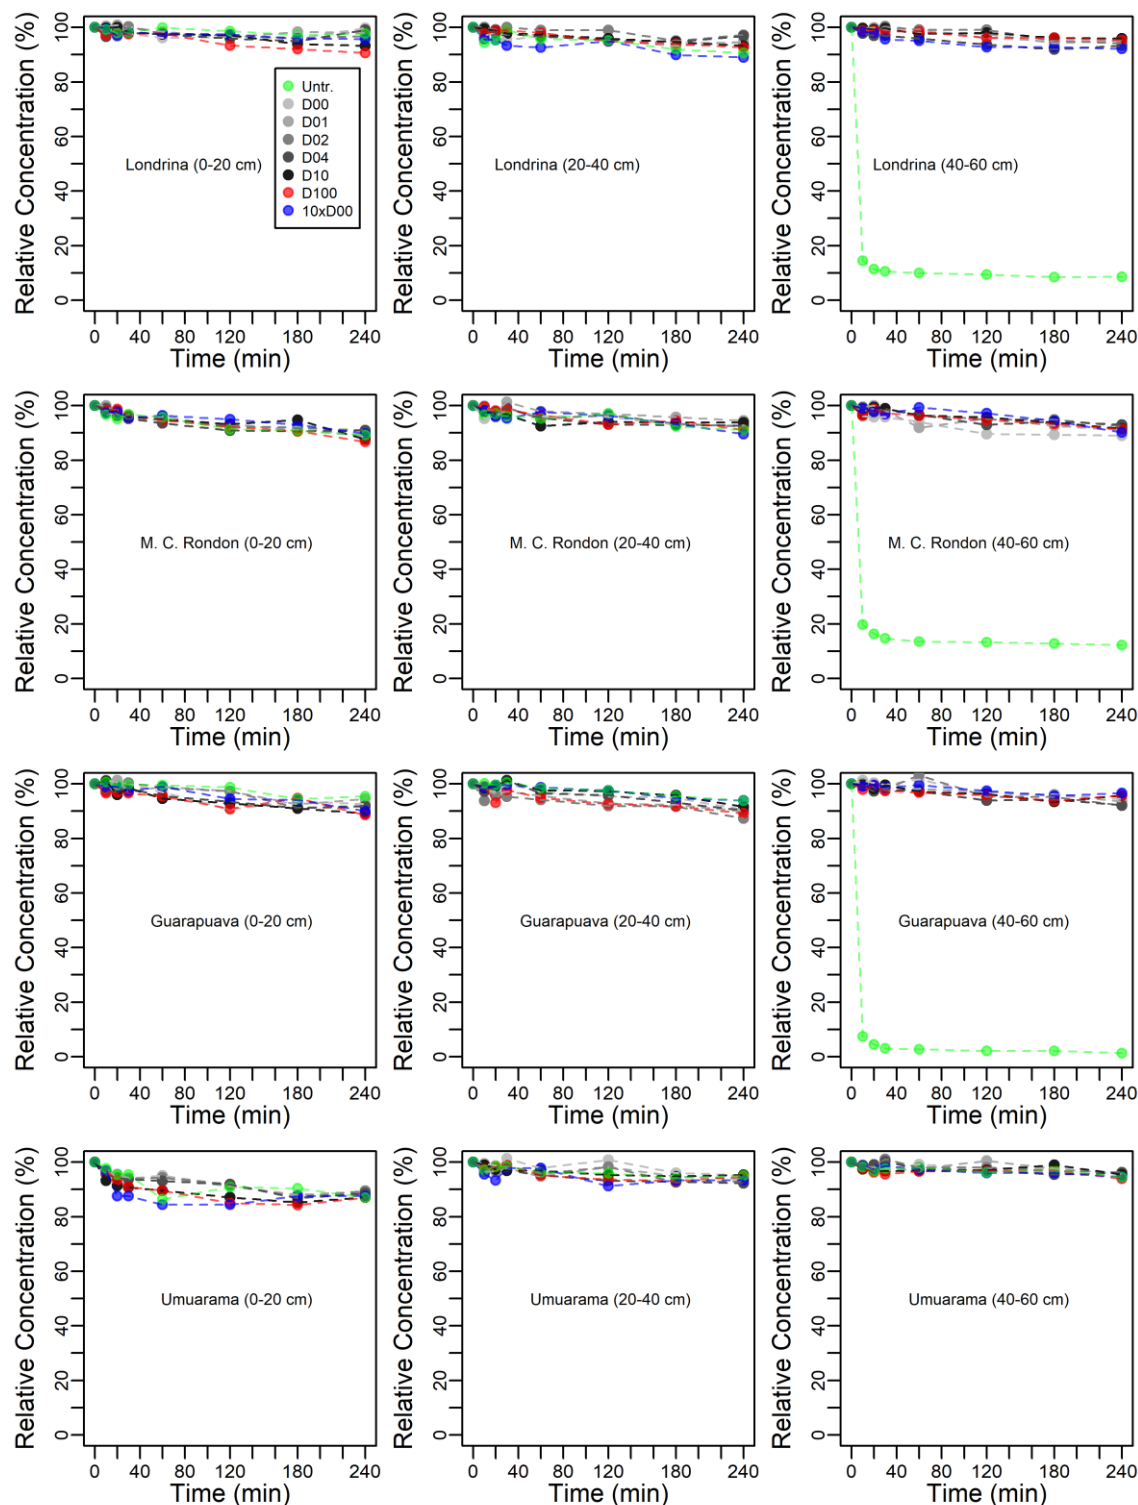 Relative Concentration (%)
100
80
60
40
20
0
Londrina (0-20 cm)
Untr.
D00
D01
D02
D04
D10
D100
10xD00
0 40 80 120 180 240
Time (min)
Relative Concentration (%)
100
80
60
40
20
0
Londrina (20-40 cm)
0 40 80 120 180 240
Time (min)
Relative Concentration (%)
100
80
60
40
20
0
Londrina (40-60 cm)
0 40 80 120 180 240
Time (min)
Relative Concentration (%)
100
80
60
40
20
0
M. C. Rondon (0-20 cm)
0 40 80 120 180 240
Time (min)
Relative Concentration (%)
100
80
60
40
20
0
M. C. Rondon (20-40 cm)
0 40 80 120 180 240
Time (min)
Relative Concentration (%)
100
80
60
40
20
0
M. C. Rondon (40-60 cm)
0 40 80 120 180 240
Time (min)
Relative Concentration (%)
100
80
60
40
20
0
Guarapuava (0-20 cm)
0 40 80 120 180 240
Time (min)
Relative Concentration (%)
100
80
60
40
20
0
Guarapuava (20-40 cm)
0 40 80 120 180 240
Time (min)
Relative Concentration (%)
100
80
60
40
20
0
Guarapuava (40-60 cm)
0 40 80 120 180 240
Time (min)
Relative Concentration (%)
100
80
60
40
20
0
Umuarama (0-20 cm)
0 40 80 120 180 240
Time (min)
Relative Concentration (%)
100
80
60
40
20
0
Umuarama (20-40 cm)
0 40 80 120 180 240
Time (min)
Relative Concentration (%)
100
80
60
40
20
0
Umuarama (40-60 cm)
0 40 80 120 180 240
Time (min)